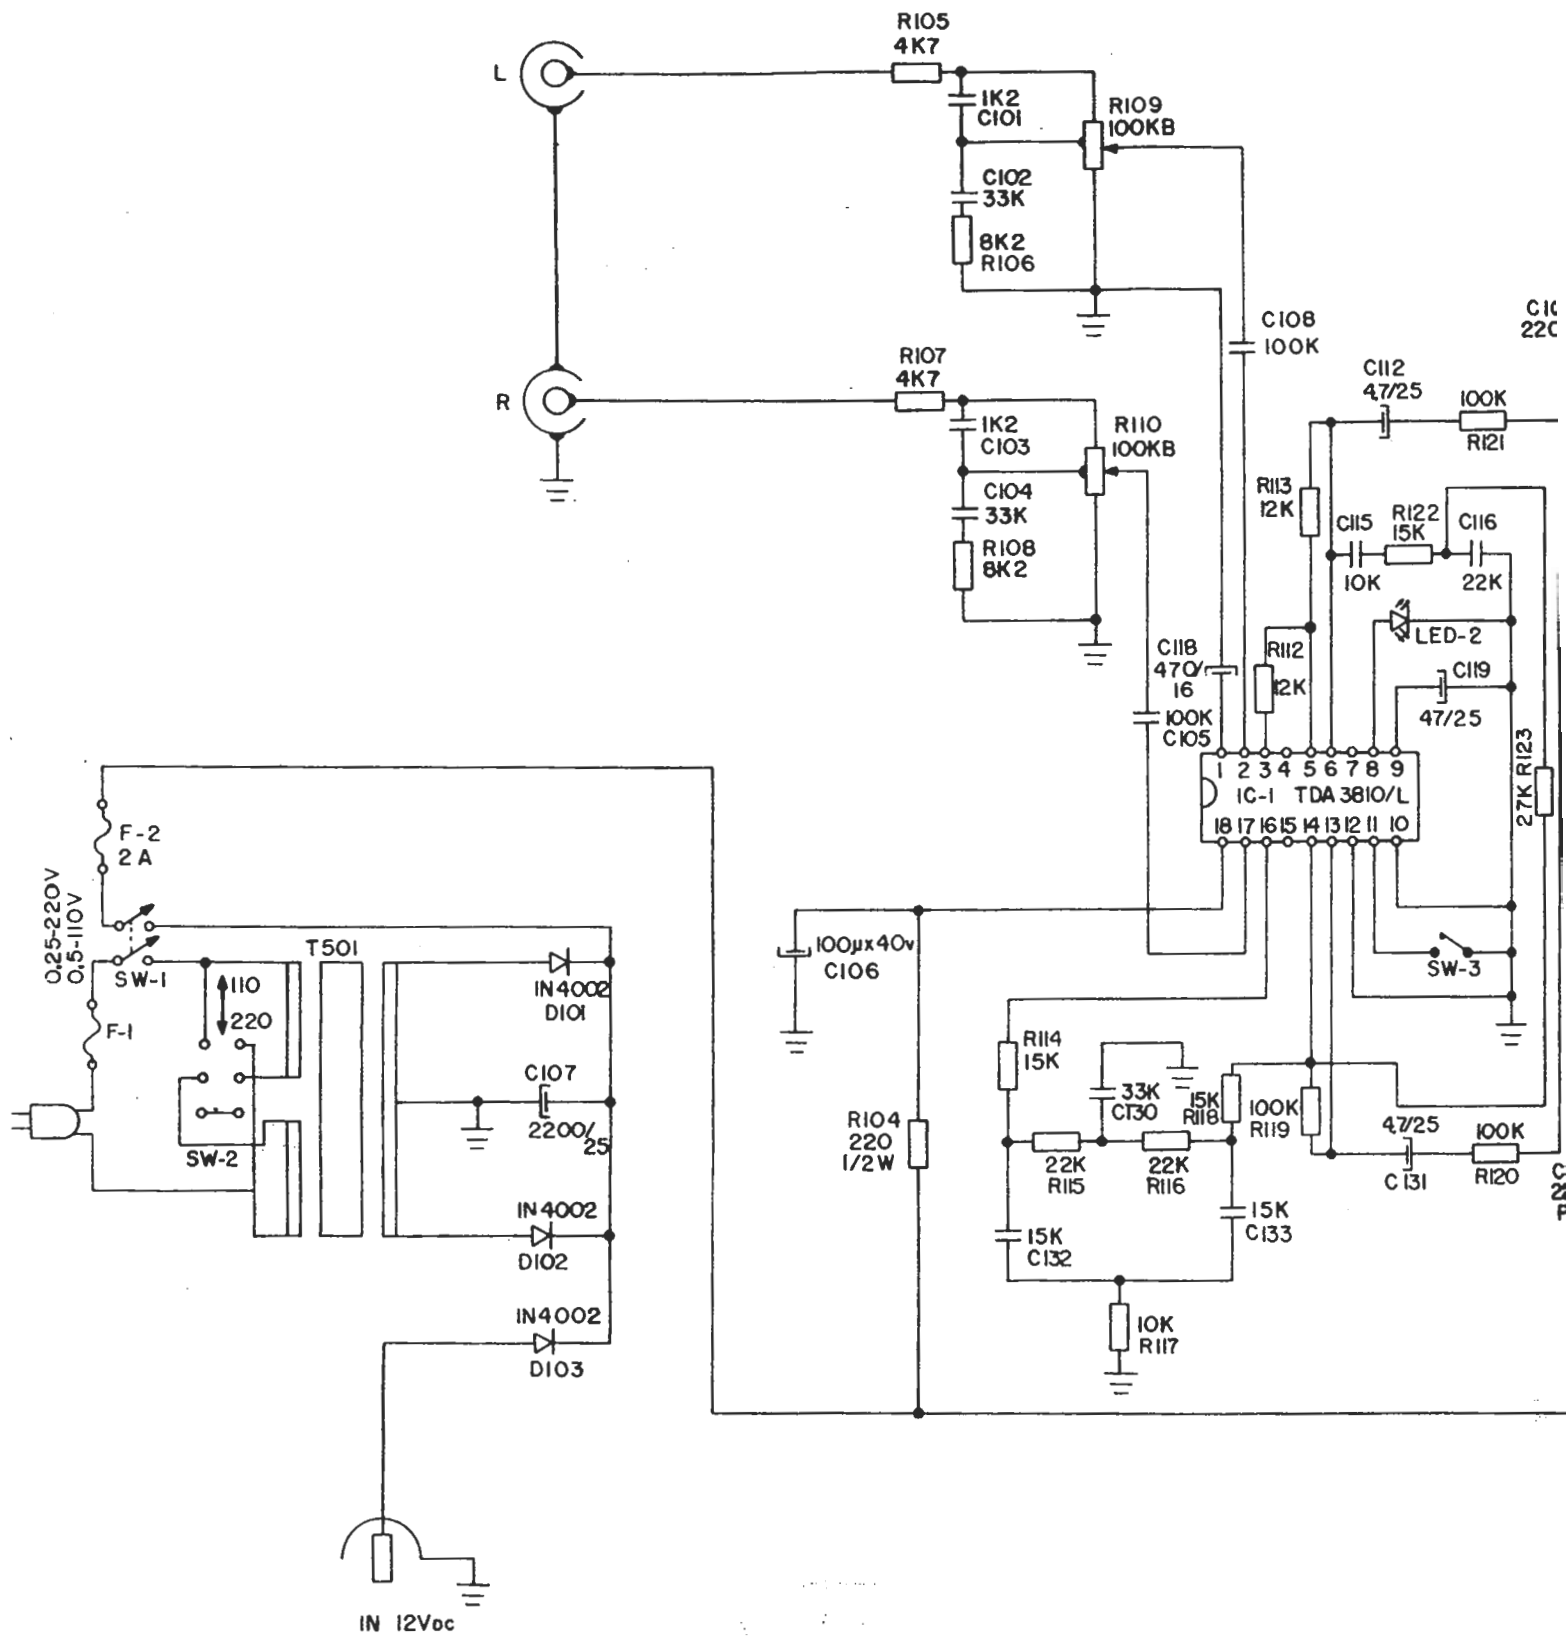 R105
4K7
L
1K2
C101
R109
100KB
C102
33K
8K2
R106
C108
100K
R107
4K7
R
1K2
C103
R110
100KB
C104
33K
R108
8K2
C112
4,7/25
100K
R121
R113
12K
C115
10K
R122
15K
C116
22K
LED-2
C118
470/
16
R112
12K
C119
47/25
100K
C105
1 2 3 4 5 6 7 8 9
IC-1 TDA 3810/L
18 17 16 15 14 13 12 11 10
27K R123
F-2
2A
0.25-220V
0.5-110V
SW-1
T501
110
220
F-1
SW-2
1N4002
D101
C107
2200/
25
1N4002
D102
1N4002
D103
100µx40v
C106
SW-3
R104
220
1/2W
R114
15K
33K
C130
15K
R118
100K
R119
22K
R115
22K
R116
4,7/25
C131
100K
R120
15K
C132
15K
C133
10K
R117
IN 12VDC